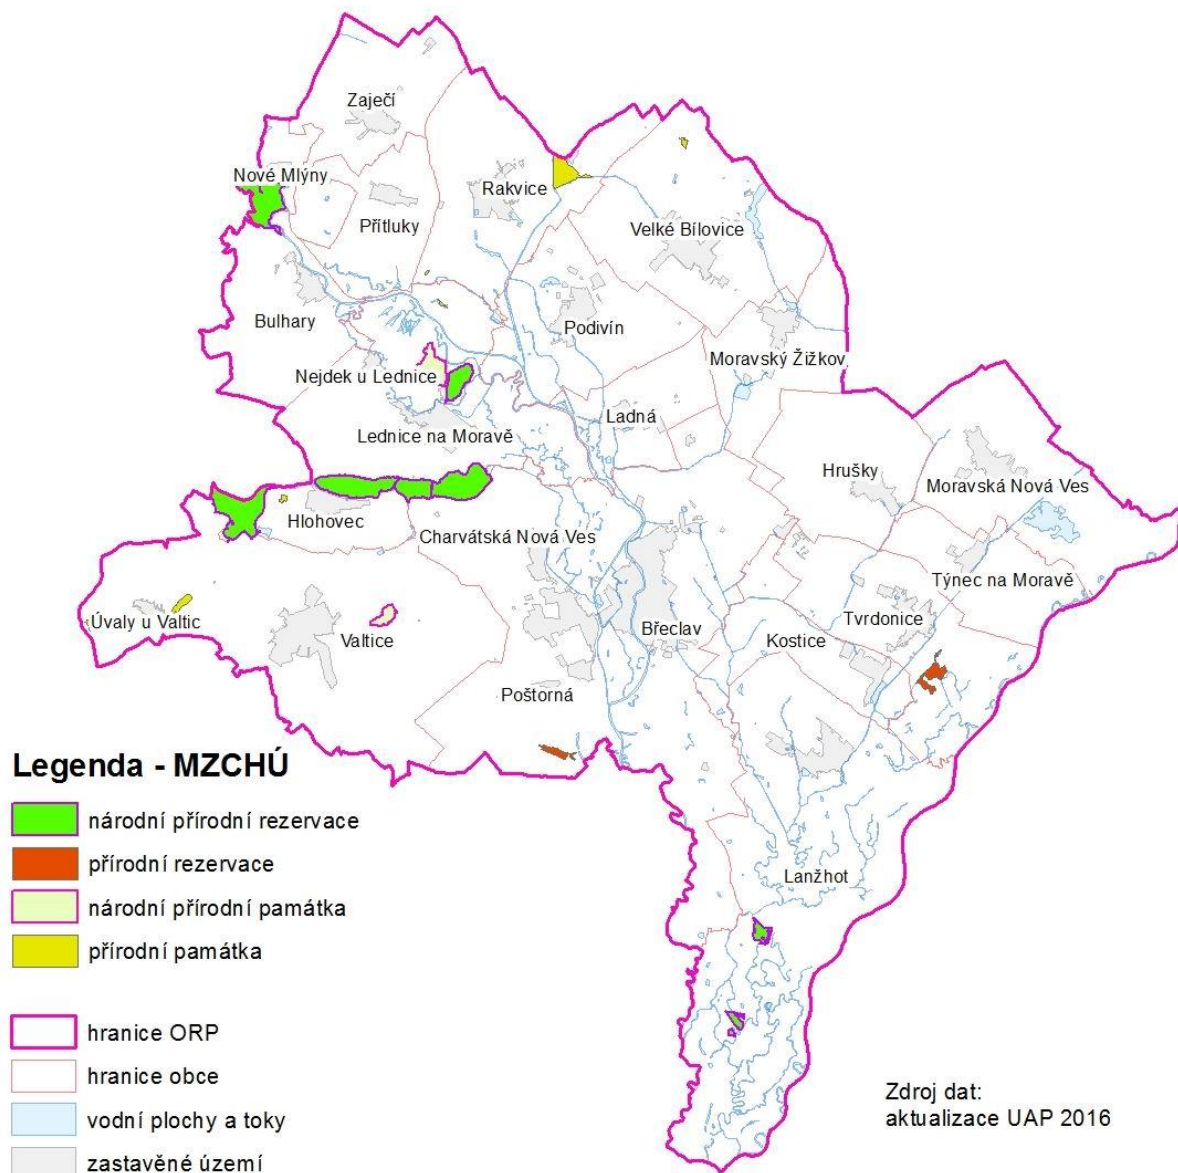 Zaječí
Nové Mlýny
Rakvice
Přítluky
Velké Bílovice
Bulhary
Podivín
Moravský Žižkov
Nejdek u Lednice
Ladná
Lednice na Moravě
Hrušky
Moravská Nová Ves
Hlohovec
Charvátská Nová Ves
Týnec na Moravě
Úvaly u Valtic
Tvrdonice
Valtice
Břeclav
Kostice
Poštorná
Lanžhot
Legenda - MZCHÚ
národní přírodní rezervace
přírodní rezervace
národní přírodní památka
přírodní památka
hranice ORP
hranice obce
vodní plochy a toky
zastavěné území
Zdroj dat:
aktualizace UAP 2016